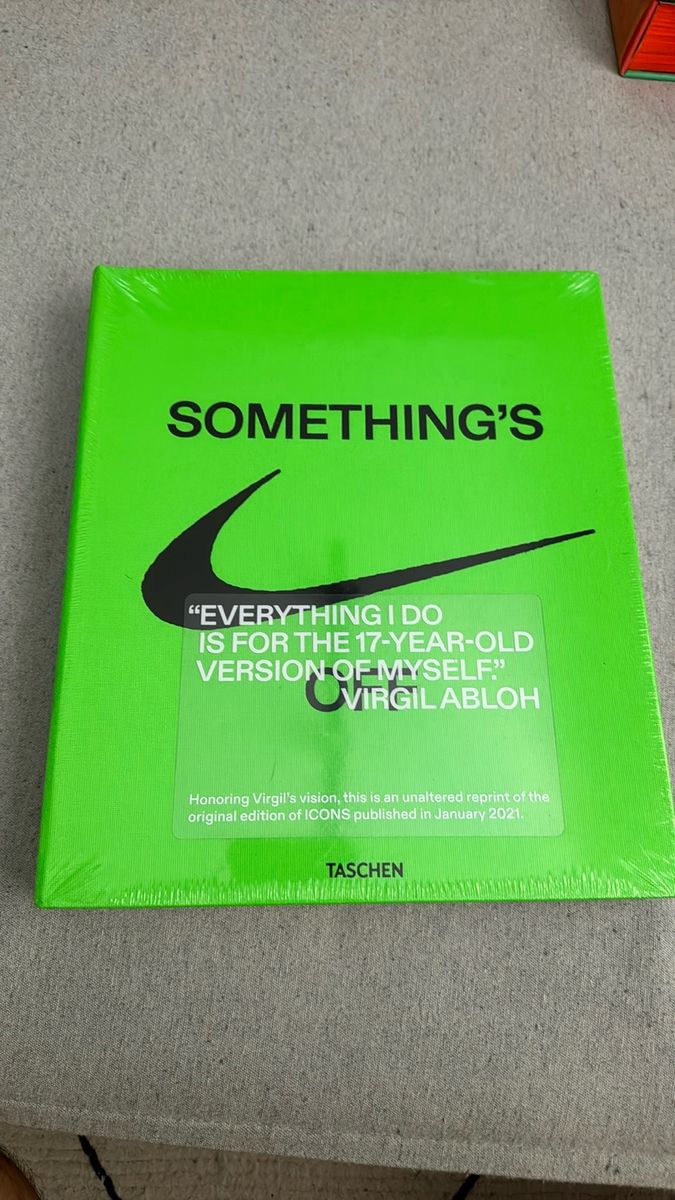 SOMETHING'S
“EVERYTHING I DO
IS FOR THE 17-YEAR-OLD
VERSION OF MYSELF.”
OFF
VIRGIL ABLOH
Honoring Virgil's vision, this is an unaltered reprint of the
original edition of ICONS published in January 2021.
TASCHEN